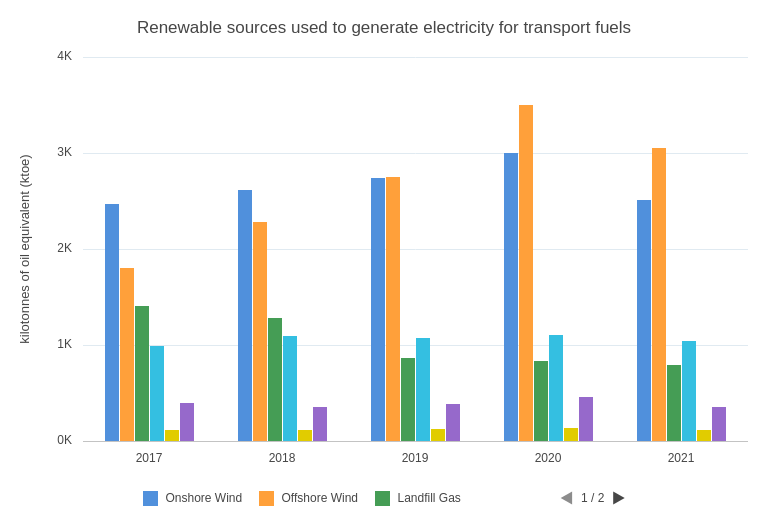 Renewable sources used to generate electricity for transport fuels
kilotonnes of oil equivalent (ktoe)
4K
3K
2K
1K
0K
2017 2018 2019 2020 2021
Onshore Wind Offshore Wind Landfill Gas 1 / 2